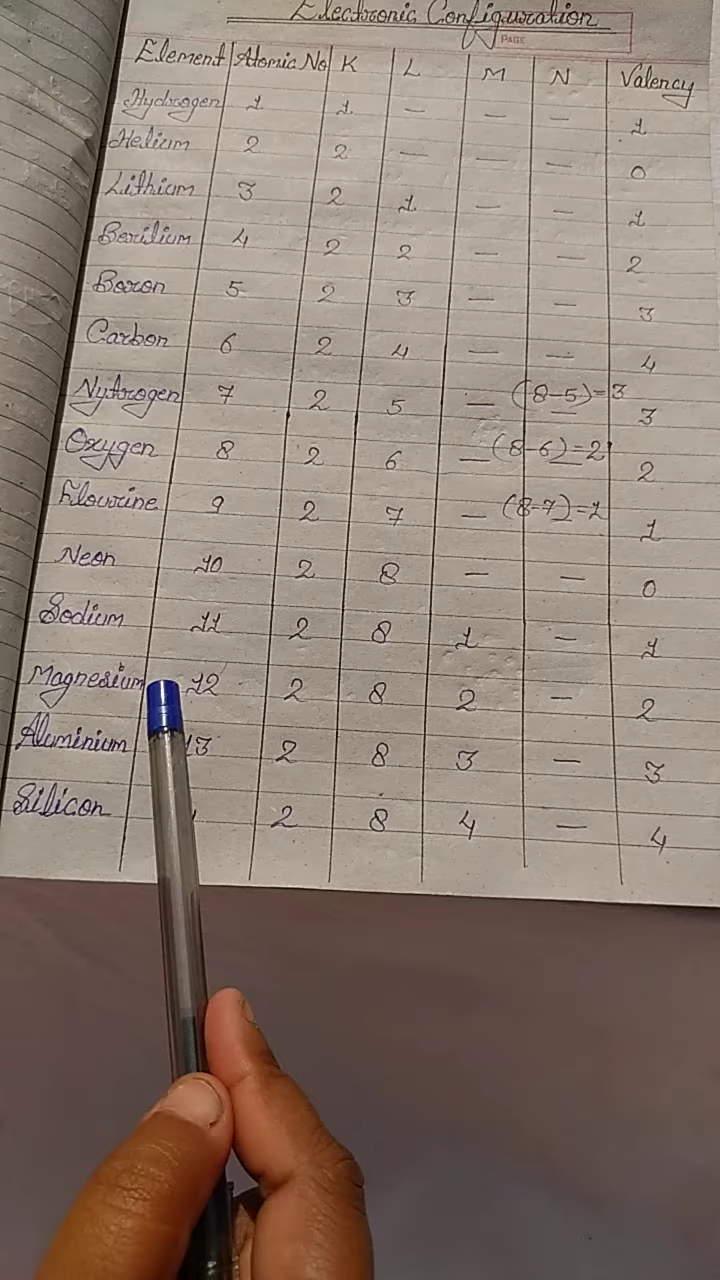 Electronic Configuration
PAGE
Element Atomic No K L M N Valency
Hydrogen 1 1 — — — 1
Helium 2 2 — — — 0
Lithium 3 2 1 — — 1
Berilium 4 2 2 — — 2
Boron 5 2 3 — — 3
Carbon 6 2 4 — — 4
Nytrogen 7 2 5 — — (8-5)=3 3
Oxygen 8 2 6 — — (8-6)=2 2
Flourine 9 2 7 — (8-7)=1 1
Neon 10 2 8 — — 0
Sodium 11 2 8 1 — 1
Magnesium 12 2 8 2 — 2
Aluminium 13 2 8 3 — 3
Silicon 2 8 4 — 4